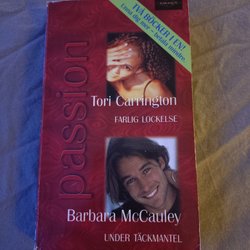 TVÅ BÖCKER I EN!
passion
Tori Carrington
FARLIG LOCKELSE
Barbara McCauley
UNDER TÄCKMANTEL